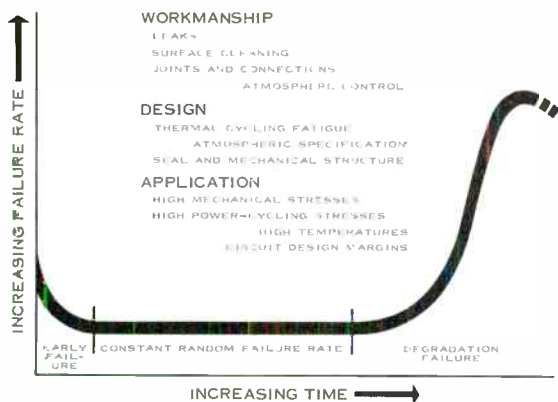 WORKMANSHIP
LEAKS
SURFACE CLEANING
JOINTS AND CONNECTIONS
ATMOSPHERIC CONTROL
DESIGN
THERMAL CYCLING FATIGUE
ATMOSPHERIC SPECIFICATION
SEAL AND MECHANICAL STRUCTURE
APPLICATION
HIGH MECHANICAL STRESSES
HIGH POWER-CYCLING STRESSES
HIGH TEMPERATURES
CIRCUIT DESIGN MARGINS
INCREASING FAILURE RATE
EARLY
FAIL-
URE
CONSTANT RANDOM FAILURE RATE
DEGRADATION
FAILURE
INCREASING TIME